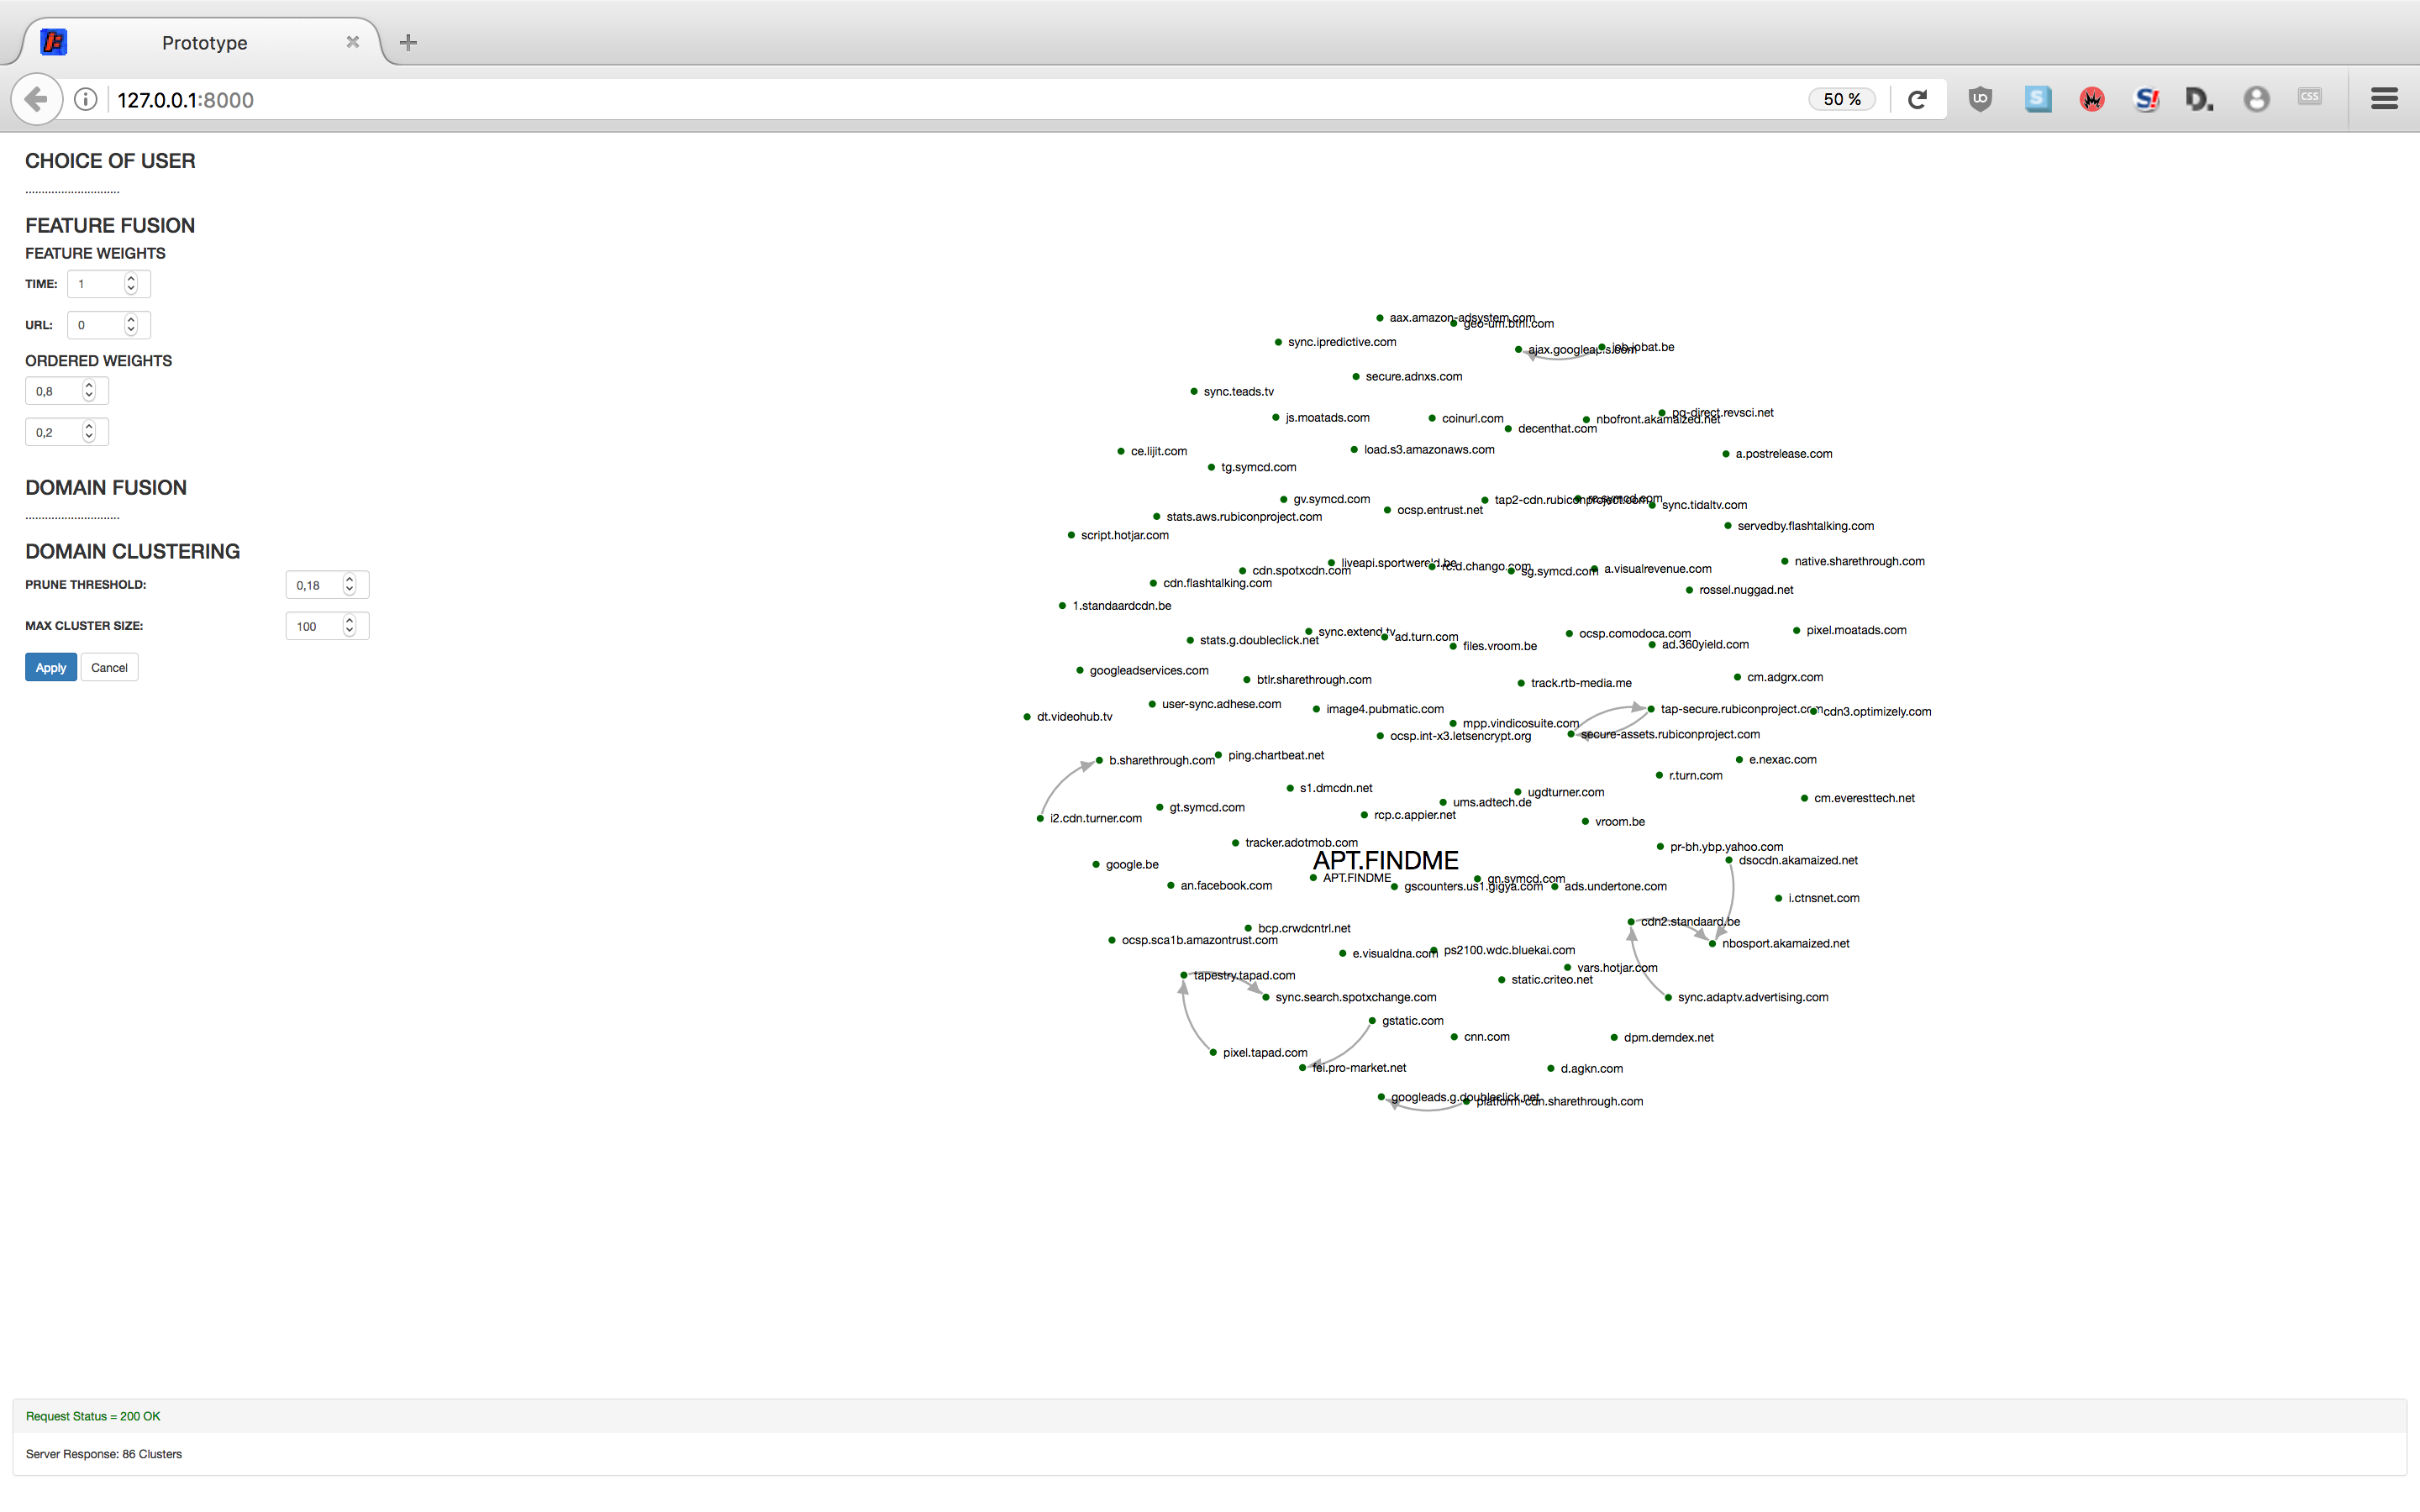 Prototype
127.0.0.1:8000
50 %
CHOICE OF USER
.............................
FEATURE FUSION
FEATURE WEIGHTS
TIME: 1
URL: 0
ORDERED WEIGHTS
0,8
0,2
DOMAIN FUSION
.............................
DOMAIN CLUSTERING
PRUNE THRESHOLD: 0,18
MAX CLUSTER SIZE: 100
Apply Cancel
aax.amazon-adsystem.com
sync.ipredictive.com
ajax.googleapis.com
job.jobat.be
secure.adnxs.com
sync.teads.tv
js.moatads.com
coinurl.com
decenthat.com
nbofront.akamaized.net
pq-direct.revsci.net
ce.lijit.com
load.s3.amazonaws.com
a.postrelease.com
tg.symcd.com
gv.symcd.com
ocsp.entrust.net
tap2-cdn.rubiconproject.com
sync.tidaltv.com
stats.aws.rubiconproject.com
servedby.flashtalking.com
script.hotjar.com
liveapi.sportwereld.be
rc.d.chango.com
cdn.spotxcdn.com
sg.symcd.com
a.visualrevenue.com
native.sharethrough.com
cdn.flashtalking.com
rossel.nuggad.net
1.standaardcdn.be
sync.extend.tv
ad.turn.com
stats.g.doubleclick.net
files.vroom.be
ocsp.comodoca.com
ad.360yield.com
pixel.moatads.com
googleadservices.com
btlr.sharethrough.com
track.rtb-media.me
cm.adgrx.com
user-sync.adhese.com
image4.pubmatic.com
tap-secure.rubiconproject.com
cdn3.optimizely.com
dt.videohub.tv
mpp.vindicosuite.com
ocsp.int-x3.letsencrypt.org
secure-assets.rubiconproject.com
b.sharethrough.com
ping.chartbeat.net
e.nexac.com
r.turn.com
s1.dmcdn.net
ugdturner.com
ums.adtech.de
cm.everesttech.net
gt.symcd.com
i2.cdn.turner.com
rcp.c.appier.net
vroom.be
tracker.adotmob.com
pr-bh.ybp.yahoo.com
dsocdn.akamaized.net
google.be
APT.FINDME
APT.FINDME
an.facebook.com
gscounters.us1.gigya.com
gn.symcd.com
ads.undertone.com
i.ctnsnet.com
cdn2.standaard.be
bcp.crwdcntrl.net
ocsp.sca1b.amazontrust.com
nbosport.akamaized.net
e.visualdna.com
ps2100.wdc.bluekai.com
vars.hotjar.com
tapestry.tapad.com
static.criteo.net
sync.search.spotxchange.com
sync.adaptv.advertising.com
gstatic.com
cnn.com
dpm.demdex.net
pixel.tapad.com
fei.pro-market.net
d.agkn.com
googleads.g.doubleclick.net
platform-cdn.sharethrough.com
Request Status = 200 OK
Server Response: 86 Clusters